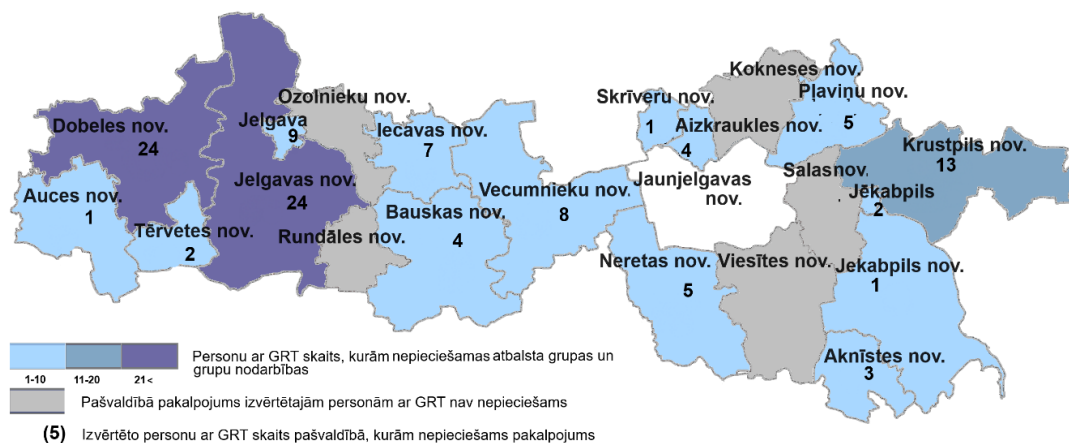 Kokneses nov.
Skrīveru nov.
Pļaviņu nov.
1
5
Ozolnieku nov.
Dobeles nov.
24
Jelgava
9
Iecavas nov.
7
Aizkraukles nov.
4
Krustpils nov.
13
Auces nov.
1
Jelgavas nov.
24
Vecumnieku nov.
8
Jaunjelgavas
nov.
Salasnov.
Jēkabpils
2
Tērvetes nov.
2
Rundāles nov.
Bauskas nov.
4
Neretas nov.
5
Viesītes nov.
Jekabpils nov.
1
Aknīstes nov.
3
Personu ar GRT skaits, kurām nepieciešamas atbalsta grupas un
grupu nodarbības
1-10 11-20 21<
Pašvaldībā pakalpojums izvērtētajām personām ar GRT nav nepieciešams
(5) Izvērtēto personu ar GRT skaits pašvaldībā, kurām nepieciešams pakalpojums